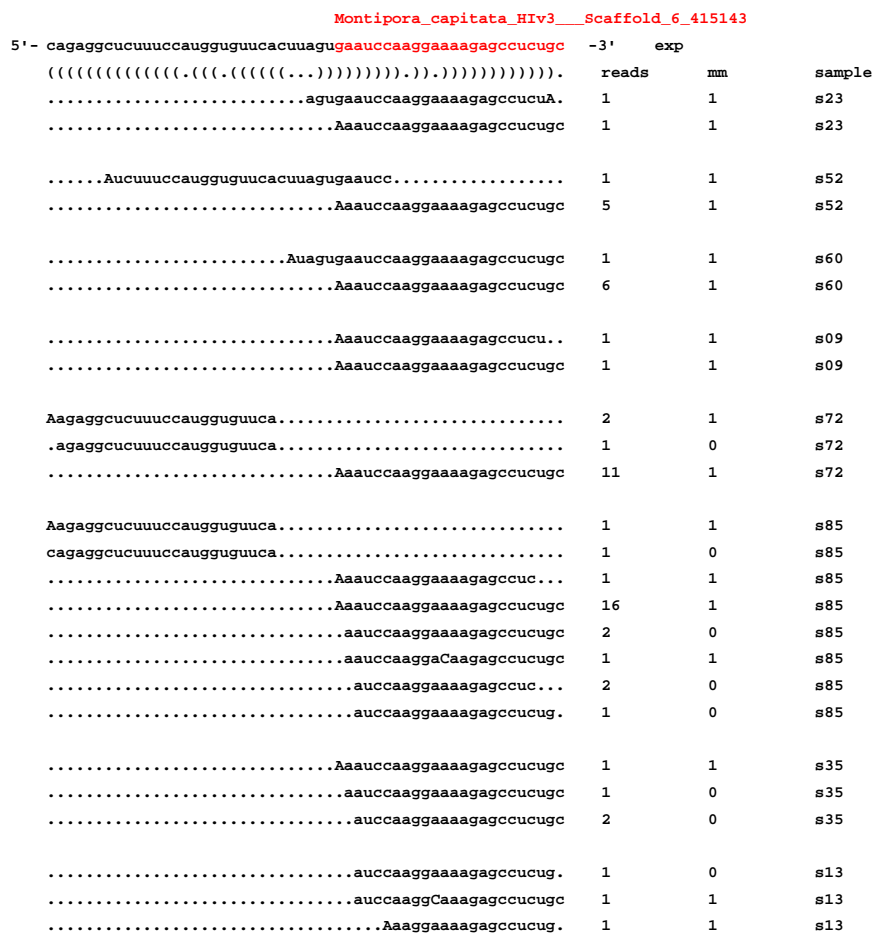 Montipora_capitata_HIv3___Scaffold_6_415143
5'- cagaggcucuuuccaugguguucacuuagugaauccaaggaaaagagccucugc -3' exp
((((((((((((((.(((.((((((...))))))))).)).)))))))))))). reads mm sample
...........................agugaauccaaggaaaagagccucuA. 1 1 s23
..............................Aaauccaaggaaaagagccucugc 1 1 s23
......Aucuuuccaugguguucacuuagugaaucc.................. 1 1 s52
..............................Aaauccaaggaaaagagccucugc 5 1 s52
.........................Auagugaauccaaggaaaagagccucugc 1 1 s60
..............................Aaauccaaggaaaagagccucugc 6 1 s60
..............................Aaauccaaggaaaagagccucu.. 1 1 s09
..............................Aaauccaaggaaaagagccucugc 1 1 s09
Aagaggcucuuuccaugguguuca.............................. 2 1 s72
.agaggcucuuuccaugguguuca.............................. 1 0 s72
..............................Aaauccaaggaaaagagccucugc 11 1 s72
Aagaggcucuuuccaugguguuca.............................. 1 1 s85
cagaggcucuuuccaugguguuca.............................. 1 0 s85
..............................Aaauccaaggaaaagagccuc... 1 1 s85
..............................Aaauccaaggaaaagagccucugc 16 1 s85
...............................aauccaaggaaaagagccucugc 2 0 s85
...............................aauccaaggaCaagagccucugc 1 1 s85
................................auccaaggaaaagagccuc... 2 0 s85
................................auccaaggaaaagagccucug. 1 0 s85
..............................Aaauccaaggaaaagagccucugc 1 1 s35
...............................aauccaaggaaaagagccucugc 1 0 s35
................................auccaaggaaaagagccucugc 2 0 s35
................................auccaaggaaaagagccucug. 1 0 s13
................................auccaaggCaaagagccucugc 1 1 s13
...................................Aaaggaaaagagccucug. 1 1 s13